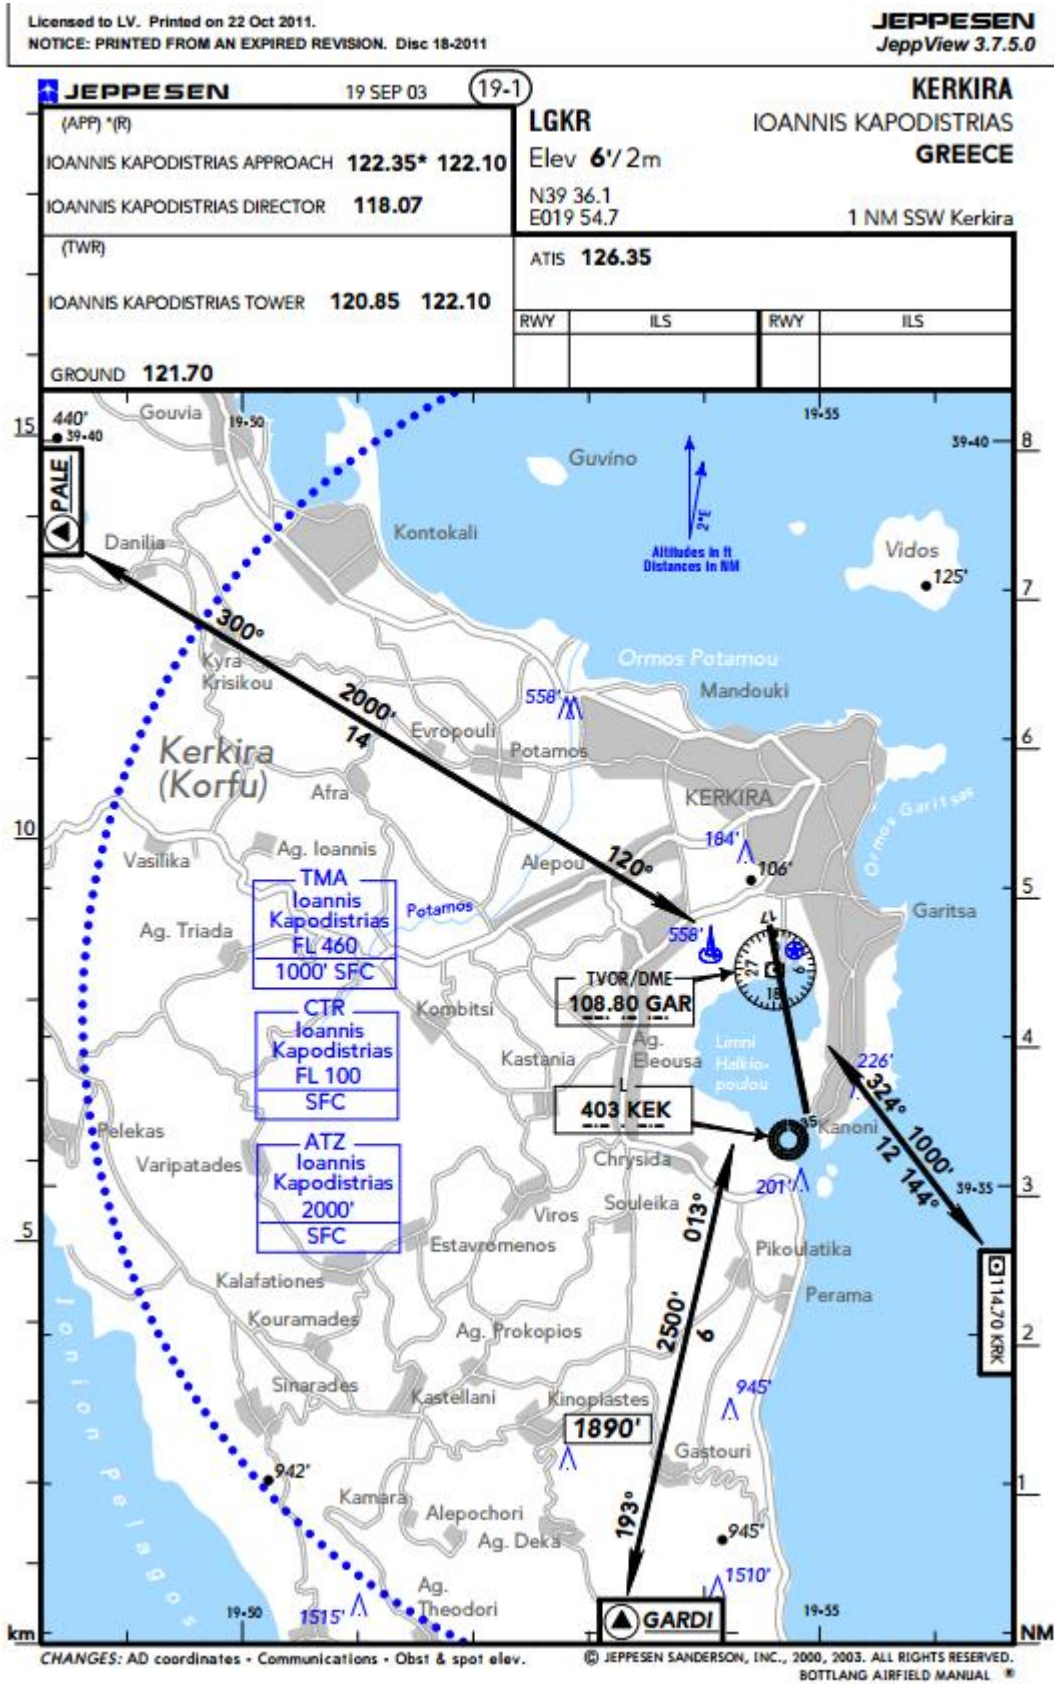 Licensed to LV. Printed on 22 Oct 2011.
NOTICE: PRINTED FROM AN EXPIRED REVISION. Disc 18-2011
JEPPESEN
JeppView 3.7.5.0
JEPPESEN 19 SEP 03 19-1
KERKIRA
LGKR IOANNIS KAPODISTRIAS
Elev 6'/2m GREECE
N39 36.1
E019 54.7 1 NM SSW Kerkira
(APP) *(R)
IOANNIS KAPODISTRIAS APPROACH 122.35* 122.10
IOANNIS KAPODISTRIAS DIRECTOR 118.07
(TWR)
IOANNIS KAPODISTRIAS TOWER 120.85 122.10
GROUND 121.70
ATIS 126.35
RWY ILS RWY ILS
Gouvia
19-50
19-55
15
440'
39-40
39-40
8
PALE
Guvino
Kontokali
Danilia
2°E
Altitudes in ft
Distances in NM
Vidos
125'
7
300°
Kyra
Krisikou
2000'
14
Ormos Potamou
Mandouki
558'
Evropouli
Potamos
6
Kerkira
(Korfu)
Afra
KERKIRA
Ormos Garitsas
10
Vasilika
Ag. Ioannis
Alepou
120°
184'
106'
5
TMA
Ioannis
Kapodistrias
FL 460
1000' SFC
Potamos
Garitsa
Ag. Triada
558'
17
27
9
18
TVOR/DME
108.80 GAR
CTR
Ioannis
Kapodistrias
FL 100
SFC
Kombitsi
Kastania
Ag.
Eleousa
Limni
Halkio-
poulou
4
226'
324° 1000'
12 144°
L
403 KEK
35
Kanoni
Pelekas
Varipatades
ATZ
Ioannis
Kapodistrias
2000'
SFC
Chrysida
201'
39-35
3
Souleika
013°
Viros
5
Estavromenos
Pikoulatika
Kalafationes
Perama
114.70 KRK
Kouramades
Ag. Prokopios
2500'
6
2
Ionion Pelagos
Sinarades
Kastellani
Kinoplastes
945'
1890'
Gastouri
942'
1
Kamara
Alepochori
193°
Ag. Deka
945'
Ag.
Theodori
1510'
1515'
19-50
19-55
GARDI
km
NM
CHANGES: AD coordinates - Communications - Obst & spot elev.
© JEPPESEN SANDERSON, INC., 2000, 2003. ALL RIGHTS RESERVED.
BOTTLANG AIRFIELD MANUAL ®